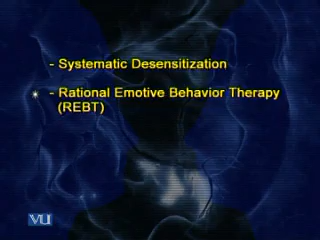 - Systematic Desensitization
- Rational Emotive Behavior Therapy
(REBT)
VU